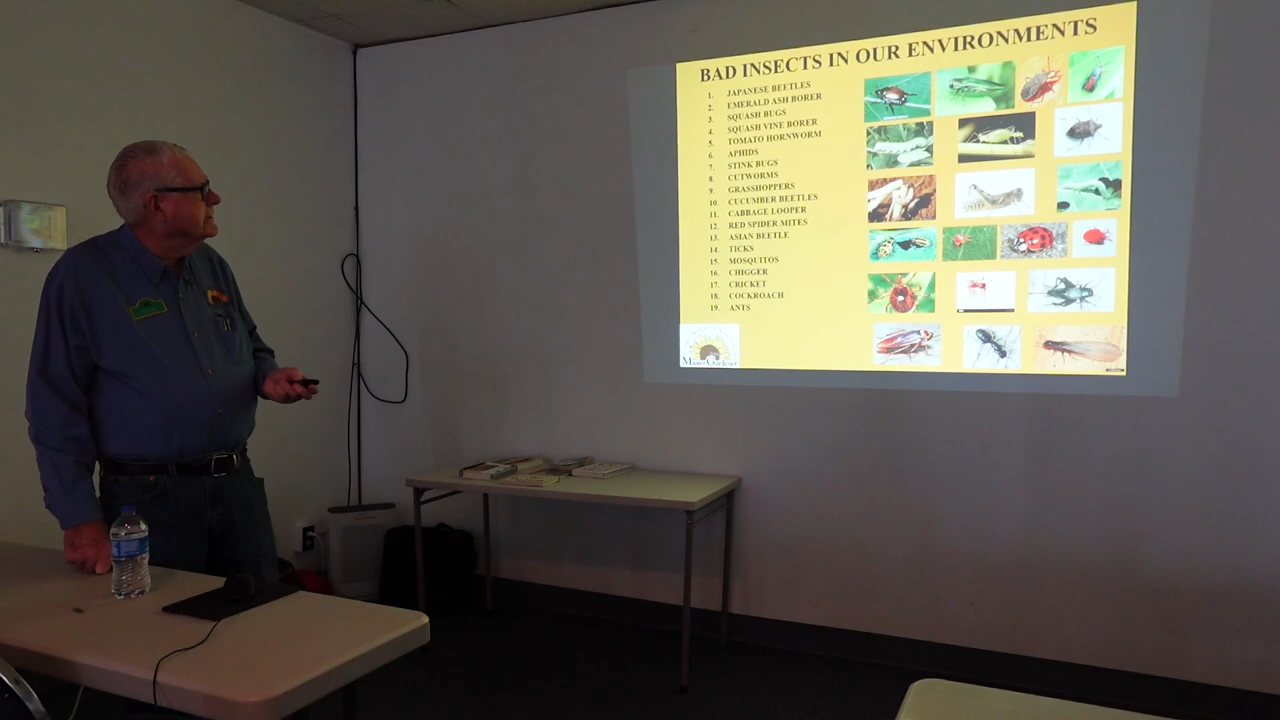 BAD INSECTS IN OUR ENVIRONMENTS
1. JAPANESE BEETLES
2. EMERALD ASH BORER
3. SQUASH BUGS
4. SQUASH VINE BORER
5. TOMATO HORNWORM
6. APHIDS
7. STINK BUGS
8. CUTWORMS
9. GRASSHOPPERS
10. CUCUMBER BEETLES
11. CABBAGE LOOPER
12. RED SPIDER MITES
13. ASIAN BEETLE
14. TICKS
15. MOSQUITOS
16. CHIGGER
17. CRICKET
18. COCKROACH
19. ANTS
Master Gardener